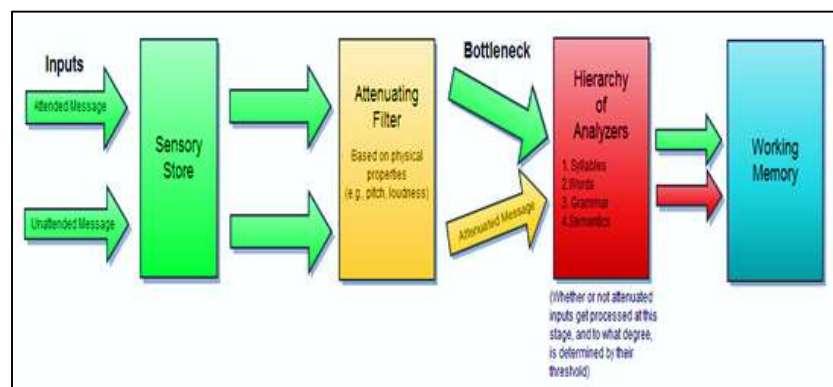 Inputs
Attended Message
Unattended Message
Sensory
Store
Attenuating
Filter
Based on physical
properties
(e.g., pitch, loudness)
Bottleneck
Attenuated Message
Hierarchy
of
Analyzers
1. Syllables
2.Words
3. Grammar
4.Semantics
(Whether or not attenuated
inputs get processed at this
stage, and to what degree,
is determined by their
threshold)
Working
Memory